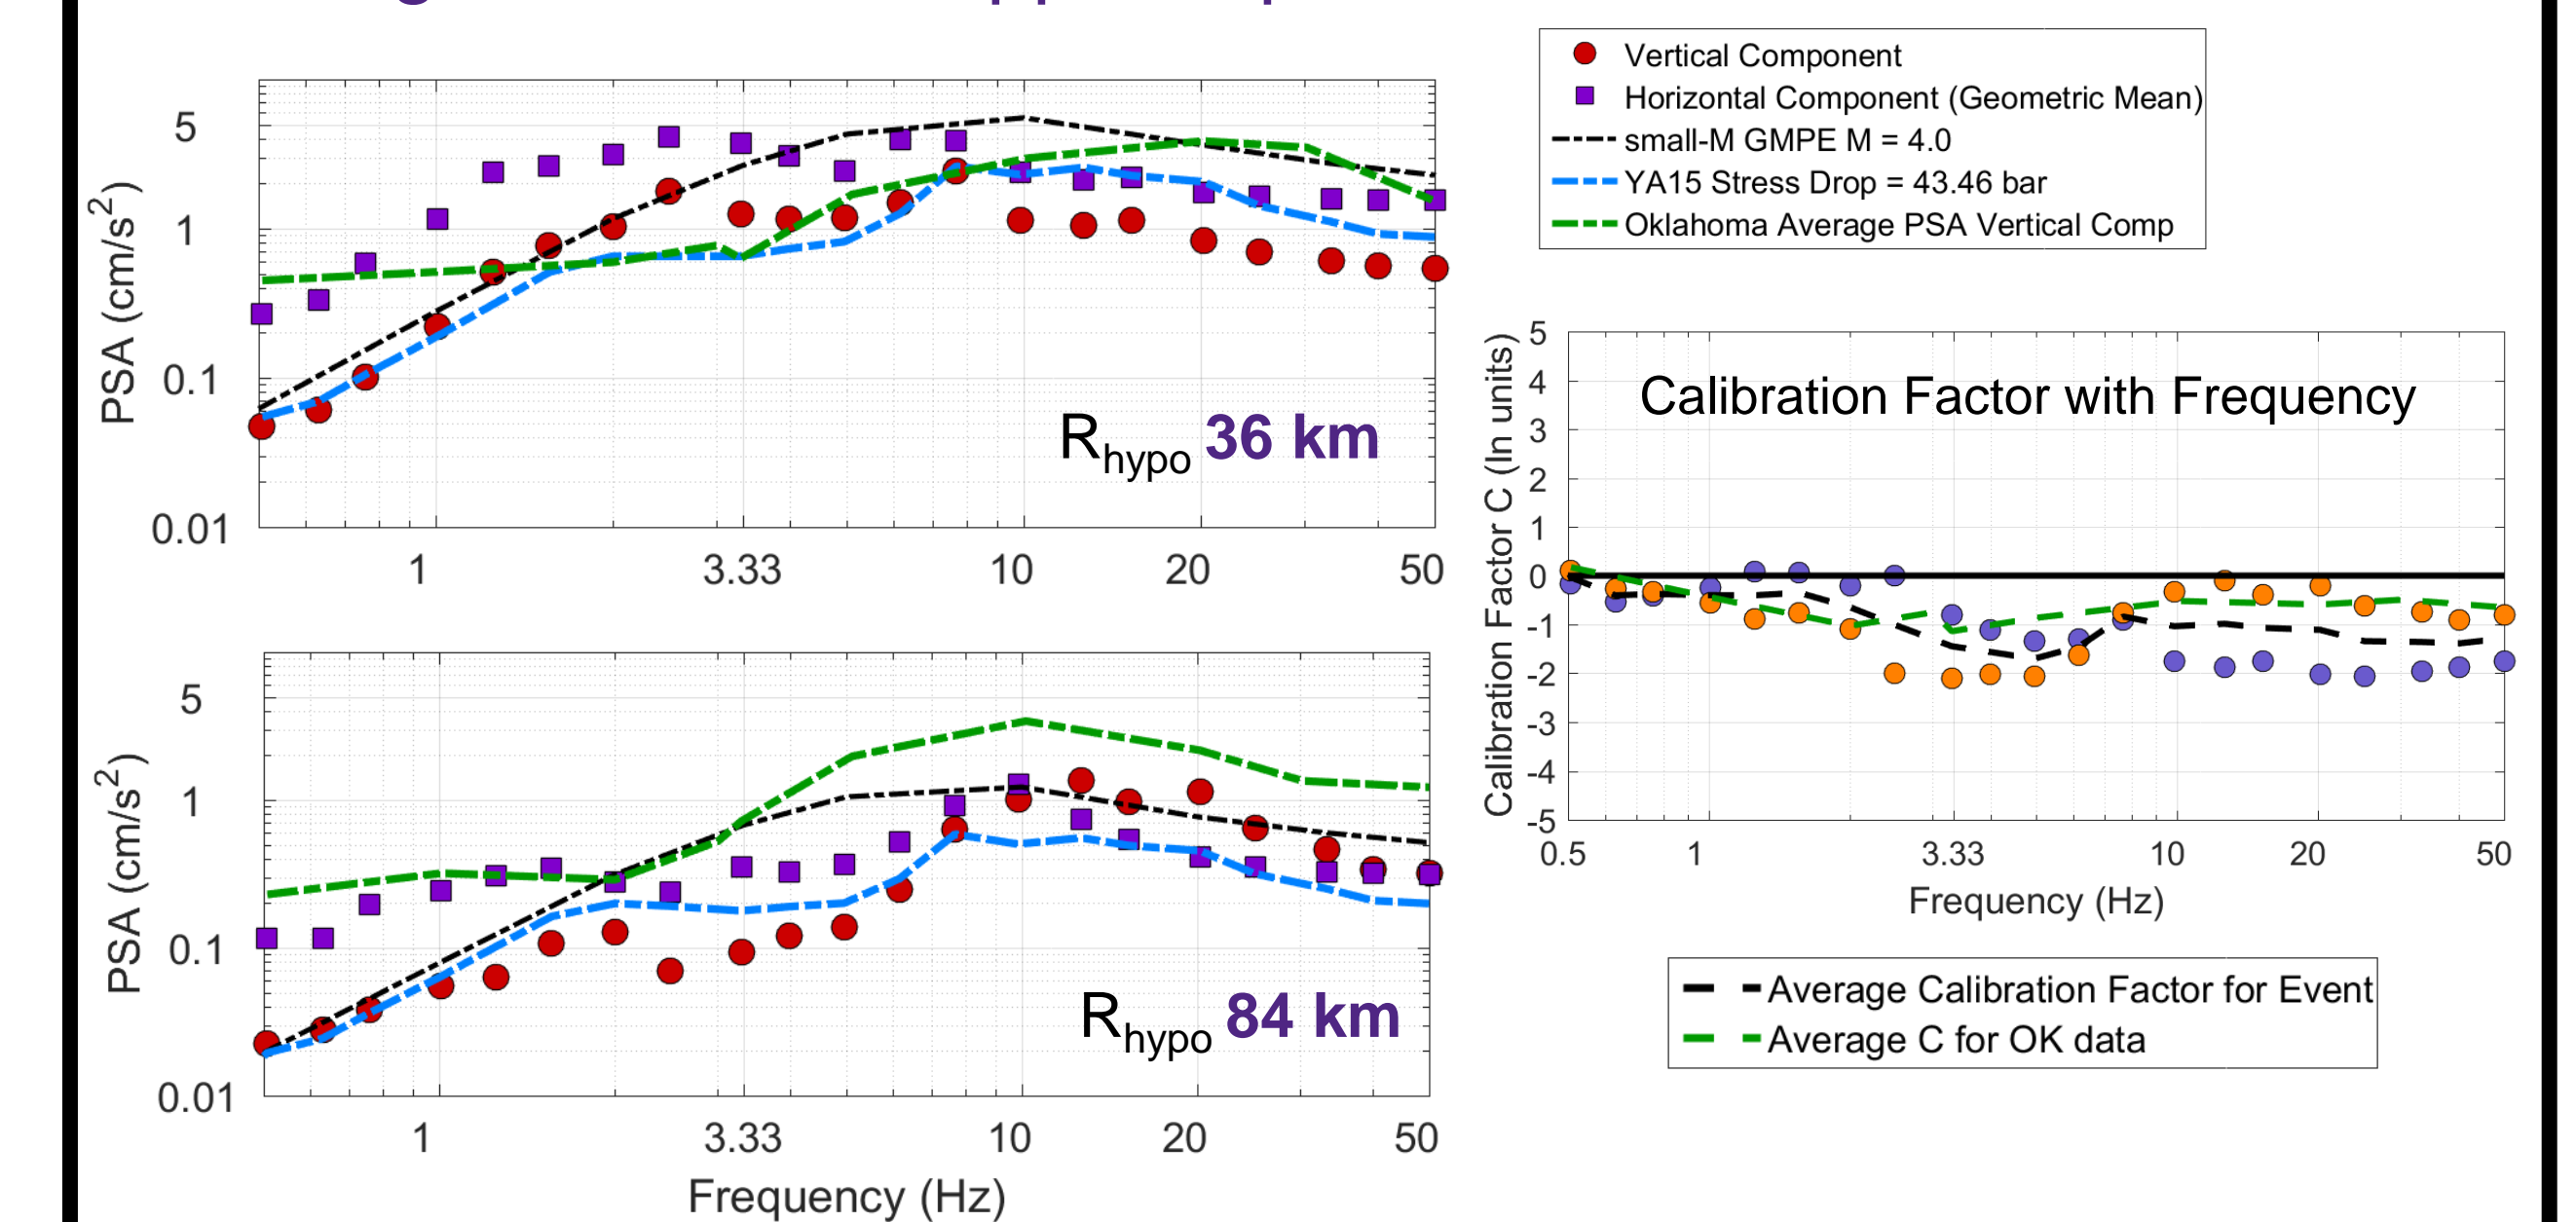 5
1
0.1
0.01
PSA (cm/s2)
Rhypo 36 km
1 3.33 10 20 50
5
1
0.1
0.01
PSA (cm/s2)
Rhypo 84 km
1 3.33 10 20 50
Frequency (Hz)
Vertical Component
Horizontal Component (Geometric Mean)
small-M GMPE M = 4.0
YA15 Stress Drop = 43.46 bar
Oklahoma Average PSA Vertical Comp
Calibration Factor with Frequency
Calibration Factor C (ln units)
5
4
3
2
1
0
-1
-2
-3
-4
-5
0.5 1 3.33 10 20 50
Frequency (Hz)
Average Calibration Factor for Event
Average C for OK data